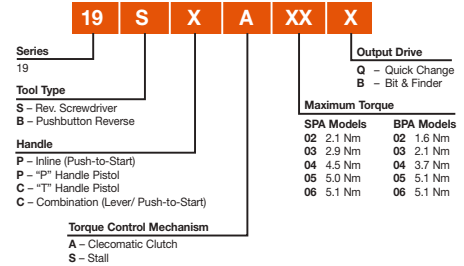 19 S X A XX X
Series
19
Tool Type
S – Rev. Screwdriver
B – Pushbutton Reverse
Handle
P – Inline (Push-to-Start)
P – “P” Handle Pistol
C – “T” Handle Pistol
C – Combination (Lever/ Push-to-Start)
Torque Control Mechanism
A – Clecomatic Clutch
S – Stall
Output Drive
Q – Quick Change
B – Bit & Finder
Maximum Torque
SPA Models BPA Models
02 2.1 Nm 02 1.6 Nm
03 2.9 Nm 03 2.1 Nm
04 4.5 Nm 04 3.7 Nm
05 5.0 Nm 05 5.1 Nm
06 5.1 Nm 06 5.1 Nm